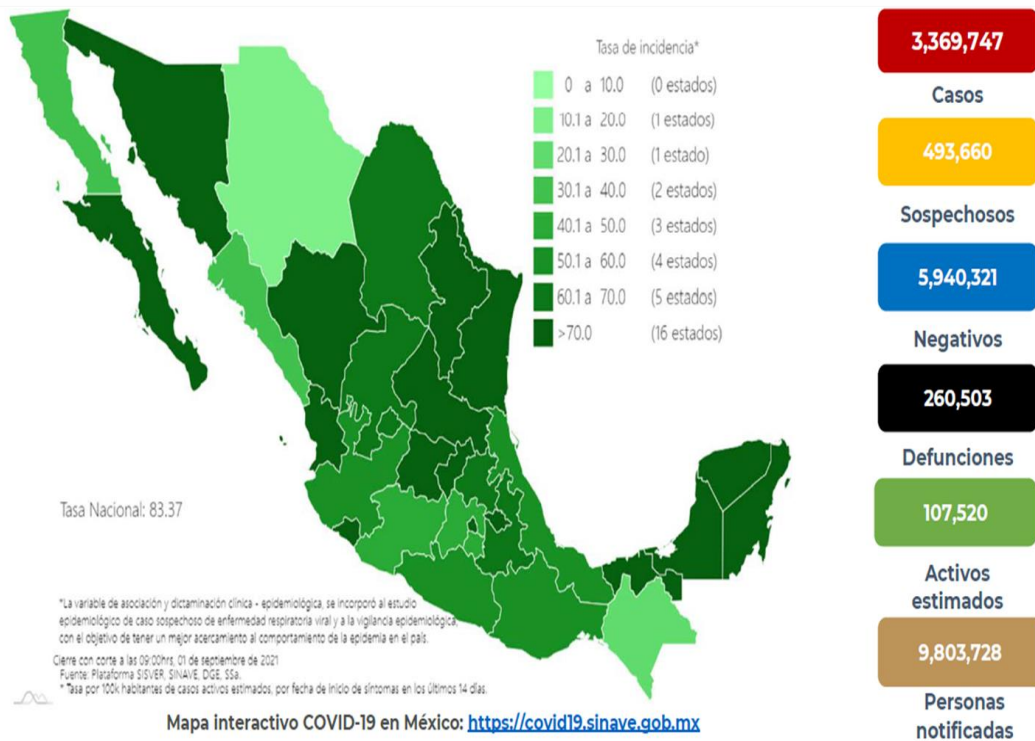 Tasa de incidencia*
0 a 10.0 (0 estados)
10.1 a 20.0 (1 estados)
20.1 a 30.0 (1 estado)
30.1 a 40.0 (2 estados)
40.1 a 50.0 (3 estados)
50.1 a 60.0 (4 estados)
60.1 a 70.0 (5 estados)
>70.0 (16 estados)
3,369,747
Casos
493,660
Sospechosos
5,940,321
Negativos
260,503
Defunciones
107,520
Activos
estimados
9,803,728
Personas
notificadas
Tasa Nacional: 83.37
*La variable de asociación y dictaminación clínica - epidemiológica, se incorporó al estudio
epidemiológico de caso sospechoso de enfermedad respiratoria viral y a la vigilancia epidemiológica,
con el objetivo de tener un mejor acercamiento al comportamiento de la epidemia en el país.
Cierre con corte a las 09:00hrs, 01 de septiembre de 2021
Fuente: Plataforma SISVER, SINAVE, DGE, SSa.
* Tasa por 100k habitantes de casos activos estimados, por fecha de inicio de síntomas en los últimos 14 días.
Mapa interactivo COVID-19 en México: https://covid19.sinave.gob.mx